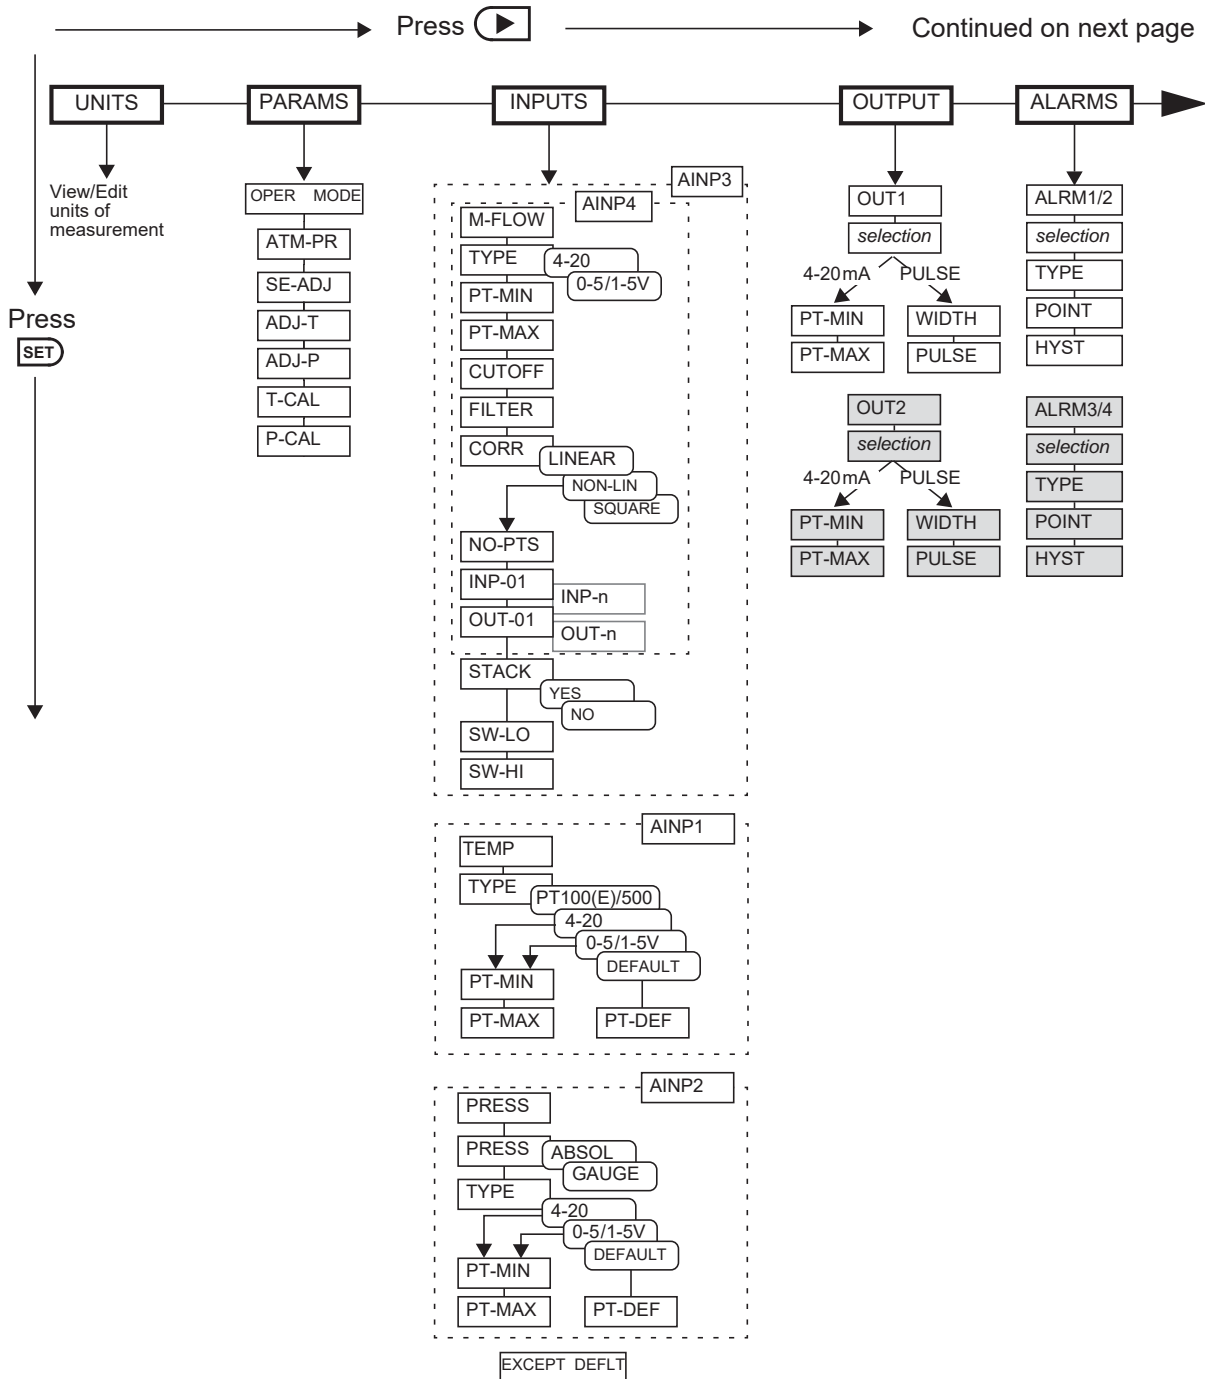 Press
Continued on next page
UNITS
PARAMS
INPUTS
OUTPUT
ALARMS
Press
SET
View/Edit
units of
measurement
OPER MODE
ATM-PR
SE-ADJ
ADJ-T
ADJ-P
T-CAL
P-CAL
AINP3
AINP4
M-FLOW
TYPE
4-20
0-5/1-5V
PT-MIN
PT-MAX
CUTOFF
FILTER
CORR
LINEAR
NON-LIN
SQUARE
NO-PTS
INP-01
INP-n
OUT-01
OUT-n
STACK
YES
NO
SW-LO
SW-HI
AINP1
TEMP
TYPE
PT100(E)/500
4-20
0-5/1-5V
DEFAULT
PT-MIN
PT-MAX
PT-DEF
AINP2
PRESS
PRESS
ABSOL
GAUGE
TYPE
4-20
0-5/1-5V
DEFAULT
PT-MIN
PT-MAX
PT-DEF
EXCEPT DEFLT
OUT1
selection
4-20mA PULSE
PT-MIN WIDTH
PT-MAX PULSE
OUT2
selection
4-20mA PULSE
PT-MIN WIDTH
PT-MAX PULSE
ALRM1/2
selection
TYPE
POINT
HYST
ALRM3/4
selection
TYPE
POINT
HYST